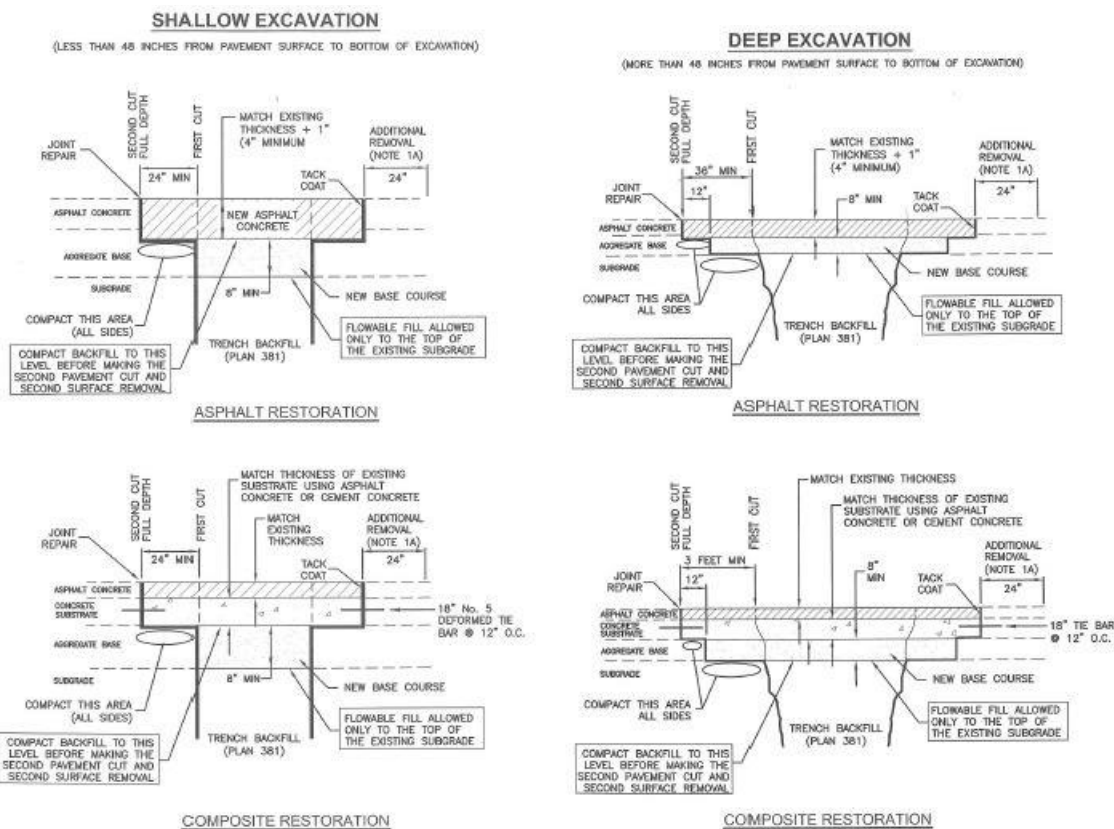 SHALLOW EXCAVATION
(LESS THAN 48 INCHES FROM PAVEMENT SURFACE TO BOTTOM OF EXCAVATION)
SECOND CUT
FULL DEPTH
FIRST CUT
MATCH EXISTING
THICKNESS + 1"
(4" MINIMUM)
ADDITIONAL
REMOVAL
(NOTE 1A)
JOINT
REPAIR
24" MIN
24"
TACK
COAT
ASPHALT CONCRETE
NEW ASPHALT
CONCRETE
AGGREGATE BASE
SUBGRADE
8" MIN
NEW BASE COURSE
COMPACT THIS AREA
(ALL SIDES)
FLOWABLE FILL ALLOWED
ONLY TO THE TOP OF
THE EXISTING SUBGRADE
TRENCH BACKFILL
(PLAN 381)
COMPACT BACKFILL TO THIS
LEVEL BEFORE MAKING THE
SECOND PAVEMENT CUT AND
SECOND SURFACE REMOVAL
ASPHALT RESTORATION
DEEP EXCAVATION
(MORE THAN 48 INCHES FROM PAVEMENT SURFACE TO BOTTOM OF EXCAVATION)
SECOND CUT
FULL DEPTH
FIRST CUT
MATCH EXISTING
THICKNESS + 1"
(4" MINIMUM)
ADDITIONAL
REMOVAL
(NOTE 1A)
36" MIN
JOINT
REPAIR
12"
8" MIN
TACK
COAT
24"
ASPHALT CONCRETE
AGGREGATE BASE
SUBGRADE
NEW BASE COURSE
COMPACT THIS AREA
ALL SIDES
FLOWABLE FILL ALLOWED
ONLY TO THE TOP OF
THE EXISTING SUBGRADE
TRENCH BACKFILL
(PLAN 381)
COMPACT BACKFILL TO THIS
LEVEL BEFORE MAKING THE
SECOND PAVEMENT CUT AND
SECOND SURFACE REMOVAL
ASPHALT RESTORATION
MATCH THICKNESS OF EXISTING
SUBSTRATE USING ASPHALT
CONCRETE OR CEMENT CONCRETE
SECOND CUT
FULL DEPTH
FIRST CUT
MATCH
EXISTING
THICKNESS
ADDITIONAL
REMOVAL
(NOTE 1A)
JOINT
REPAIR
24" MIN
24"
TACK
COAT
ASPHALT CONCRETE
CONCRETE
SUBSTRATE
18" No. 5
DEFORMED TIE
BAR @ 12" O.C.
AGGREGATE BASE
SUBGRADE
8" MIN
NEW BASE COURSE
COMPACT THIS AREA
(ALL SIDES)
FLOWABLE FILL ALLOWED
ONLY TO THE TOP OF
THE EXISTING SUBGRADE
TRENCH BACKFILL
(PLAN 381)
COMPACT BACKFILL TO THIS
LEVEL BEFORE MAKING THE
SECOND PAVEMENT CUT AND
SECOND SURFACE REMOVAL
COMPOSITE RESTORATION
MATCH EXISTING THICKNESS
MATCH THICKNESS OF EXISTING
SUBSTRATE USING ASPHALT
CONCRETE OR CEMENT CONCRETE
SECOND CUT
FULL DEPTH
FIRST CUT
3 FEET MIN
ADDITIONAL
REMOVAL
(NOTE 1A)
JOINT
REPAIR
12"
8"
MIN
TACK
COAT
24"
ASPHALT CONCRETE
CONCRETE
SUBSTRATE
18" TIE BAR
@ 12" O.C.
AGGREGATE BASE
SUBGRADE
NEW BASE COURSE
COMPACT THIS AREA
ALL SIDES
FLOWABLE FILL ALLOWED
ONLY TO THE TOP OF
THE EXISTING SUBGRADE
TRENCH BACKFILL
(PLAN 381)
COMPACT BACKFILL TO THIS
LEVEL BEFORE MAKING THE
SECOND PAVEMENT CUT AND
SECOND SURFACE REMOVAL
COMPOSITE RESTORATION